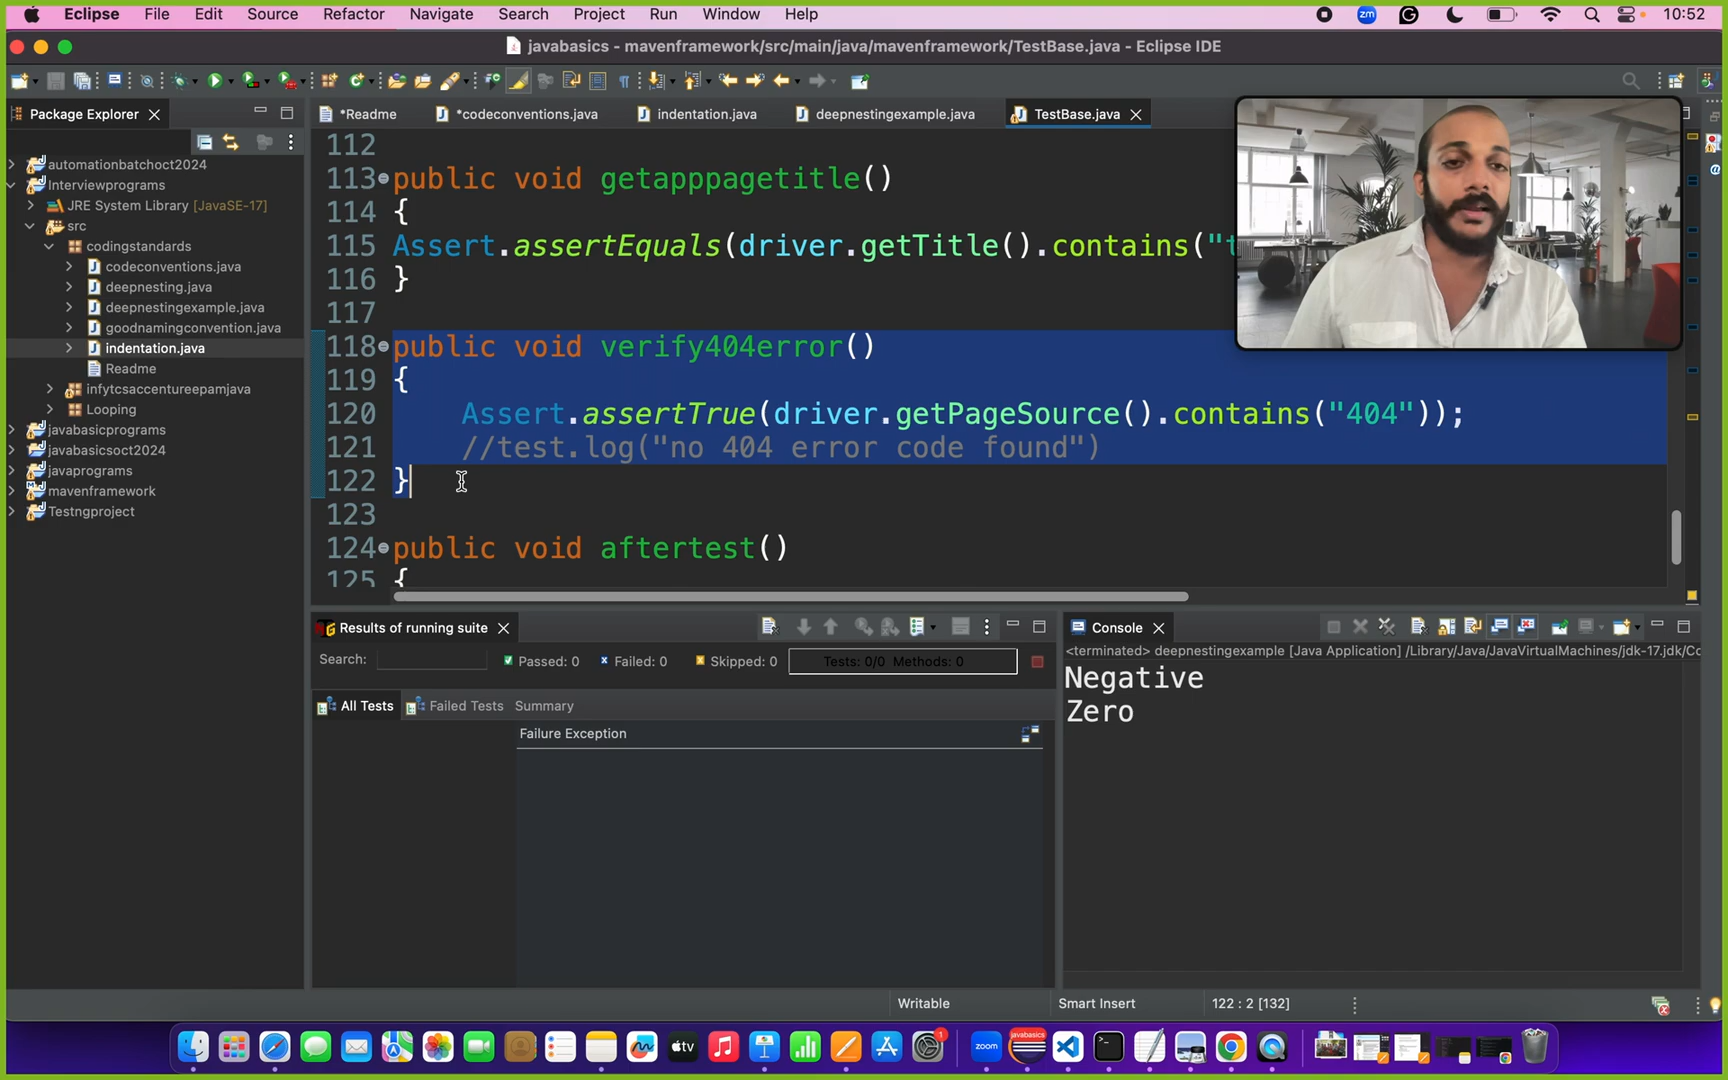 Eclipse File Edit Source Refactor Navigate Search Project Run Window Help zm 10:52
javabasics - mavenframework/src/main/java/mavenframework/TestBase.java - Eclipse IDE
Package Explorer
*Readme *codeconventions.java indentation.java deepnestingexample.java TestBase.java
automationbatchoct2024
Interviewprograms
JRE System Library [JavaSE-17]
src
codingstandards
codeconventions.java
deepnesting.java
deepnestingexample.java
goodnamingconvention.java
indentation.java
Readme
infytcsaccentureepamjava
Looping
javabasicprograms
javabasicsoct2024
javaprograms
mavenframework
Testngproject
112
113 public void getapppagetitle()
114 {
115 Assert.assertEquals(driver.getTitle().contains("t
116 }
117
118 public void verify404error()
119 {
120 Assert.assertTrue(driver.getPageSource().contains("404"));
121 //test.log("no 404 error code found")
122 }
123
124 public void aftertest()
125 {
Results of running suite
Search: Passed: 0 Failed: 0 Skipped: 0 Tests: 0/0 Methods: 0
All Tests Failed Tests Summary
Failure Exception
Console
<terminated> deepnestingexample [Java Application] /Library/Java/JavaVirtualMachines/jdk-17.jdk/Co
Negative
Zero
Writable Smart Insert 122 : 2 [132]
tv 1 zoom javabasics